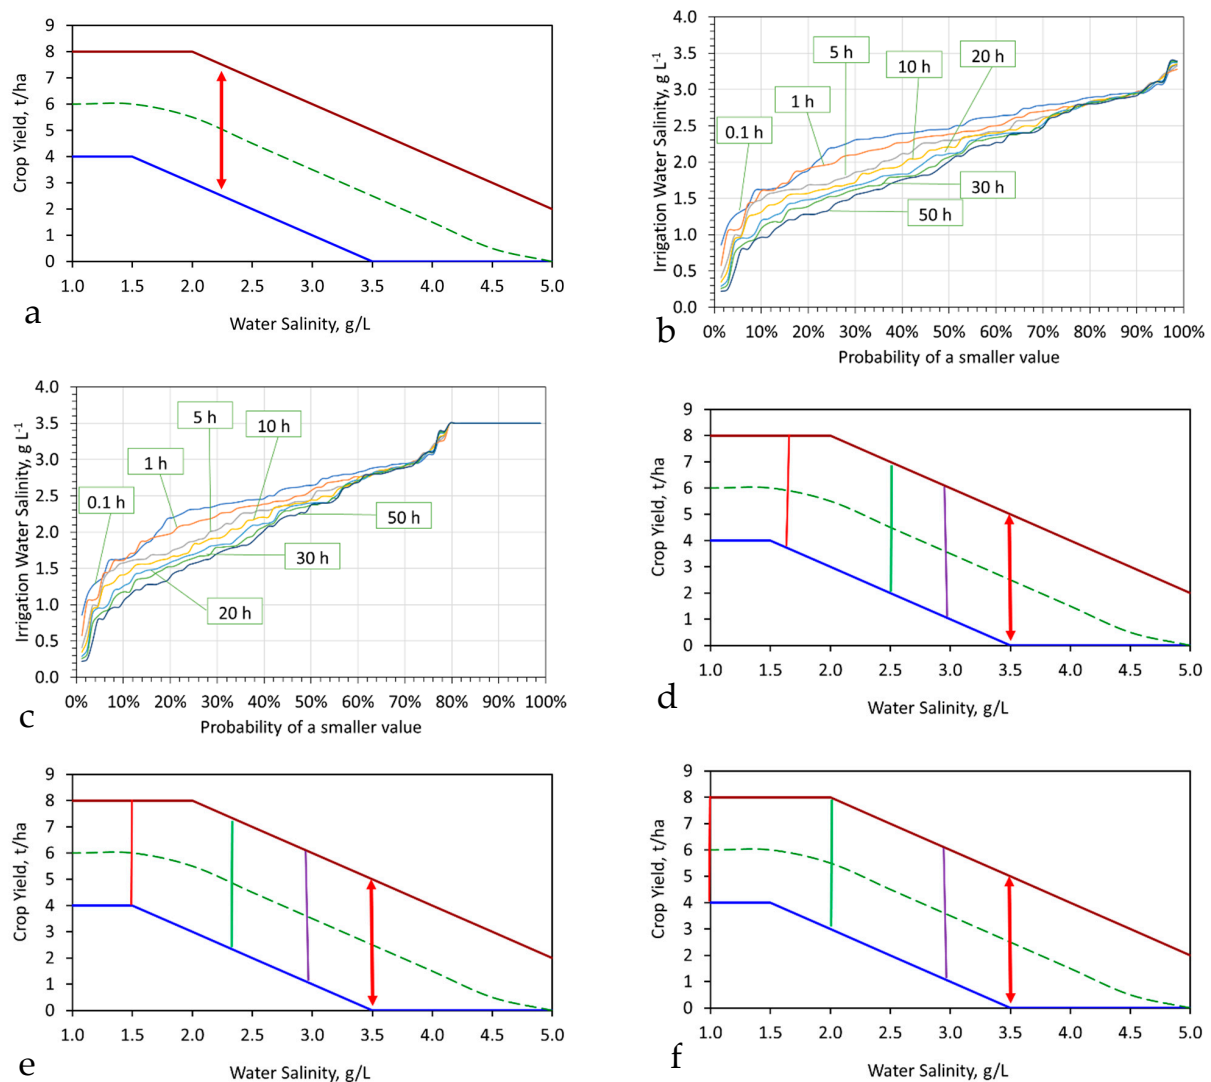 9
8
7
6
5
4
3
2
1
0
Crop Yield, t/ha
1.0 1.5 2.0 2.5 3.0 3.5 4.0 4.5 5.0
Water Salinity, g/L
a
4.0
3.5
3.0
2.5
2.0
1.5
1.0
0.5
0.0
Irrigation Water Salinity, g L-1
5 h
10 h
20 h
1 h
0.1 h
30 h
50 h
0% 10% 20% 30% 40% 50% 60% 70% 80% 90% 100%
Probability of a smaller value
b
4.0
3.5
3.0
2.5
2.0
1.5
1.0
0.5
0.0
Irrigation Water Salinity, g L-1
5 h
10 h
1 h
0.1 h
50 h
30 h
20 h
0% 10% 20% 30% 40% 50% 60% 70% 80% 90% 100%
Probability of a smaller value
c
9
8
7
6
5
4
3
2
1
0
Crop Yield, t/ha
1.0 1.5 2.0 2.5 3.0 3.5 4.0 4.5 5.0
Water Salinity, g/L
d
9
8
7
6
5
4
3
2
1
0
Crop Yield, t/ha
1.0 1.5 2.0 2.5 3.0 3.5 4.0 4.5 5.0
Water Salinity, g/L
e
9
8
7
6
5
4
3
2
1
0
Crop Yield, t/ha
1.0 1.5 2.0 2.5 3.0 3.5 4.0 4.5 5.0
Water Salinity, g/L
f